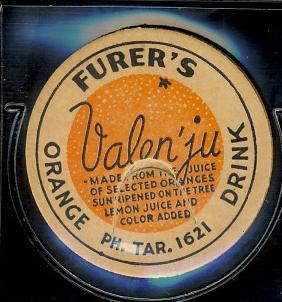 FURER'S
Valen'ju
*MADE FROM THE JUICE
OF SELECTED ORANGES
SUN RIPENED ON THE TREE
LEMON JUICE AND
COLOR ADDED
ORANGE DRINK
PH. TAR. 1621